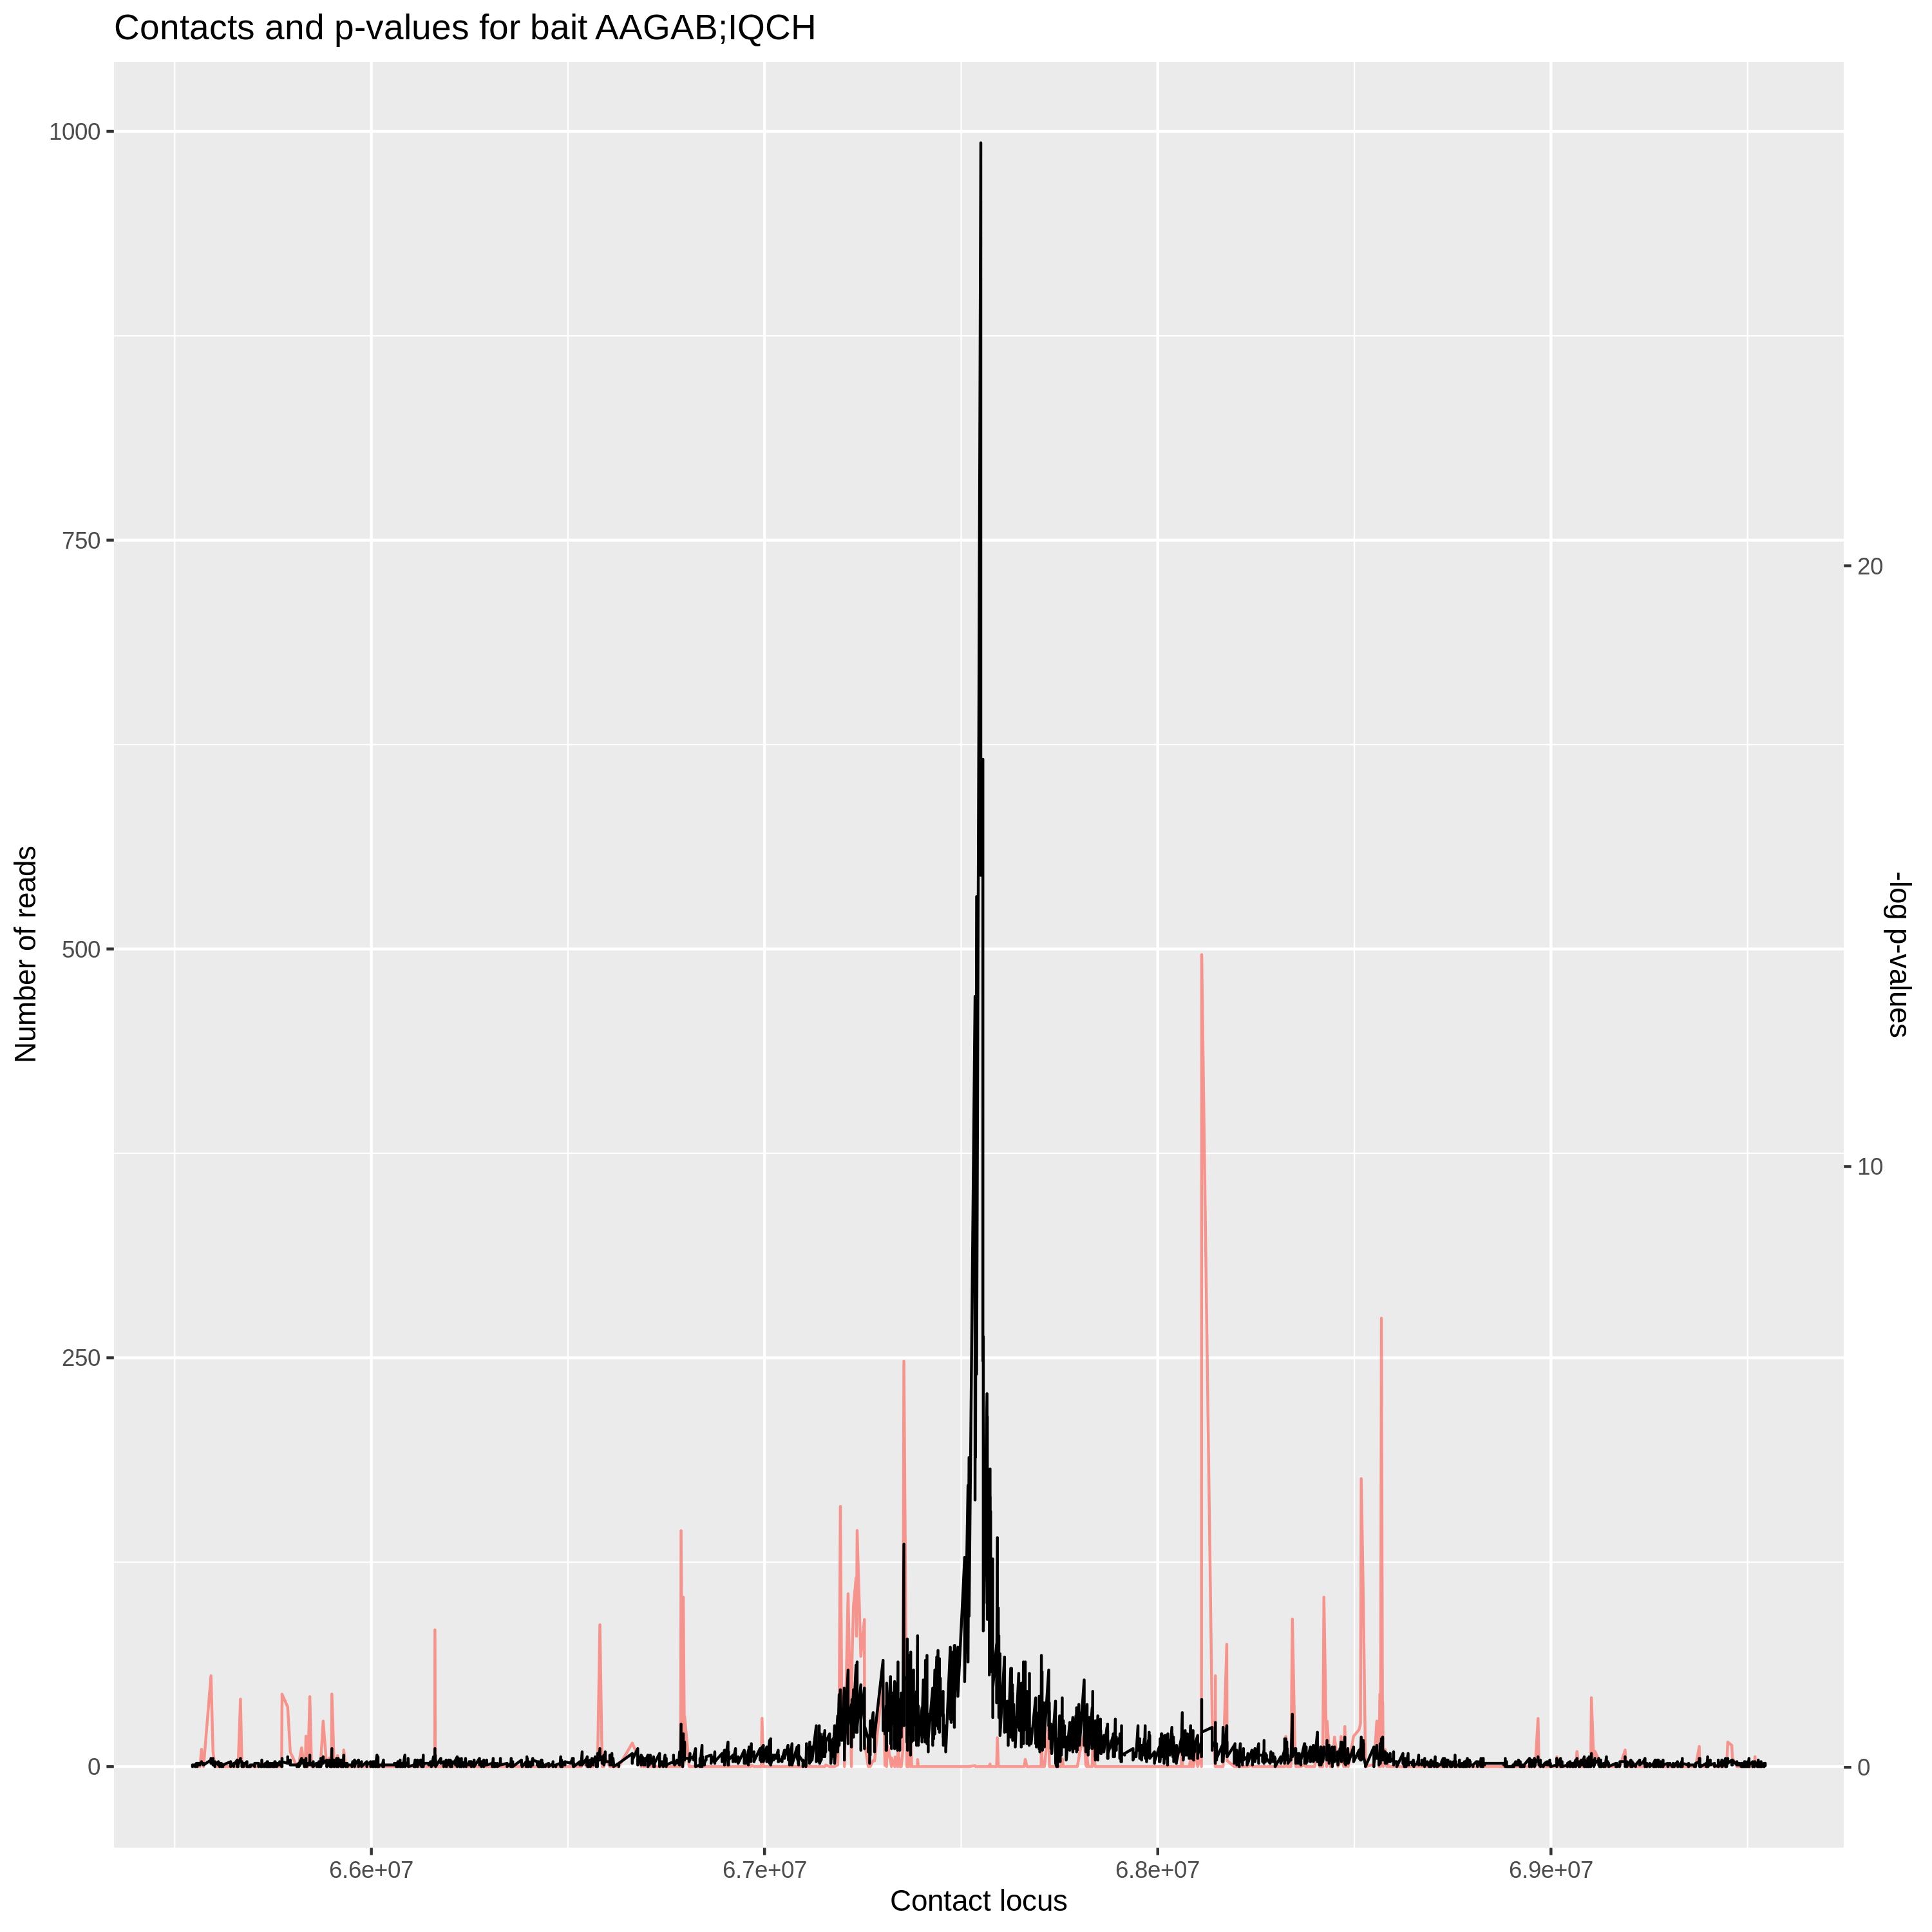 Contacts and p-values for bait AAGAB;IQCH
1000
750
500
250
0
Number of reads
20
10
0
-log p-values
6.6e+07
6.7e+07
6.8e+07
6.9e+07
Contact locus